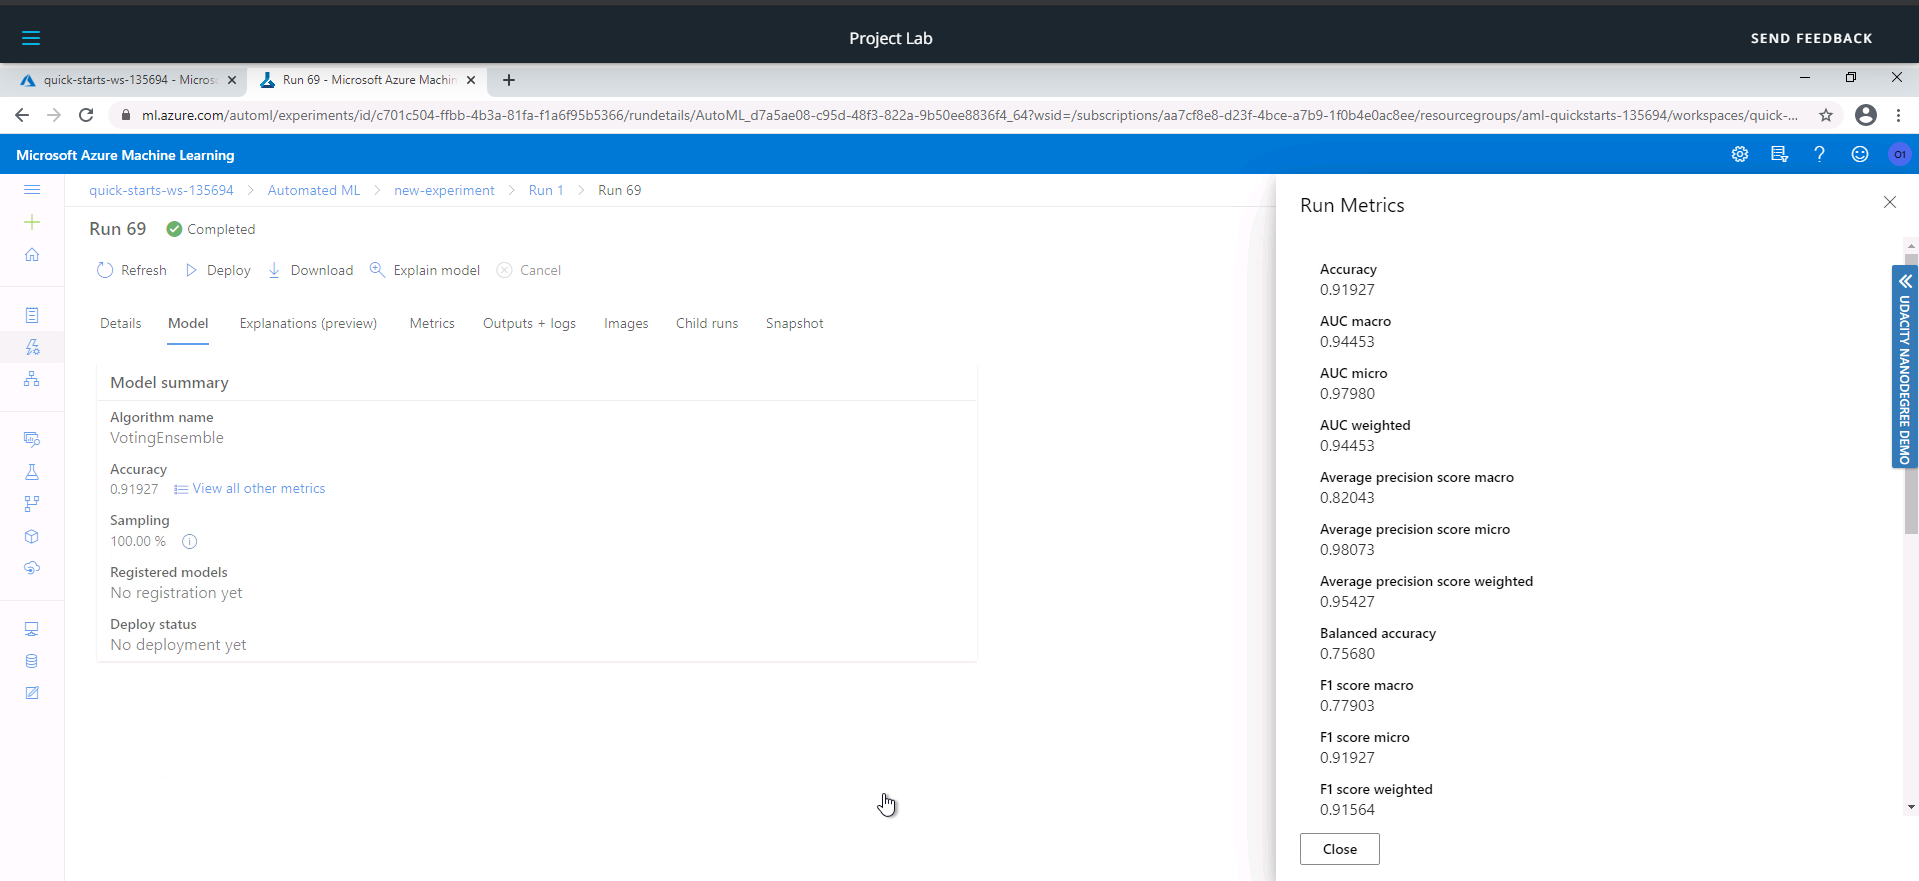 Project Lab
SEND FEEDBACK
quick-starts-ws-135694 - Micros
Run 69 - Microsoft Azure Machin
ml.azure.com/automl/experiments/id/c701c504-ffbb-4b3a-81fa-f1a6f95b5366/rundetails/AutoML_d7a5ae08-c95d-48f3-822a-9b50ee8836f4_64?wsid=/subscriptions/aa7cf8e8-d23f-4bce-a7b9-1f0b4e0ac8ee/resourcegroups/aml-quickstarts-135694/workspaces/quick-...
Microsoft Azure Machine Learning
O1
quick-starts-ws-135694 > Automated ML > new-experiment > Run 1 > Run 69
Run 69 Completed
Refresh Deploy Download Explain model Cancel
Details Model Explanations (preview) Metrics Outputs + logs Images Child runs Snapshot
Model summary
Algorithm name
VotingEnsemble
Accuracy
0.91927 View all other metrics
Sampling
100.00 %
Registered models
No registration yet
Deploy status
No deployment yet
Run Metrics
Accuracy
0.91927
AUC macro
0.94453
AUC micro
0.97980
AUC weighted
0.94453
Average precision score macro
0.82043
Average precision score micro
0.98073
Average precision score weighted
0.95427
Balanced accuracy
0.75680
F1 score macro
0.77903
F1 score micro
0.91927
F1 score weighted
0.91564
Close
UDACITY NANODEGREE DEMO